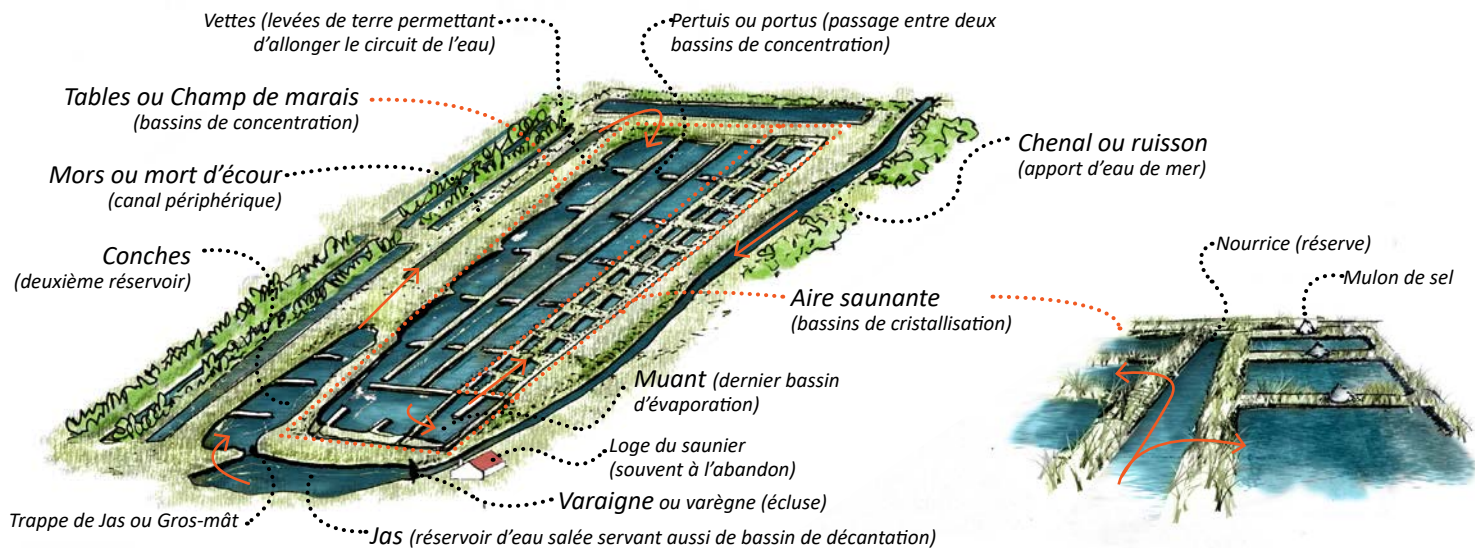 Vettes (levées de terre permettant
d'allonger le circuit de l'eau)
Pertuis ou portus (passage entre deux
bassins de concentration)
Tables ou Champ de marais
(bassins de concentration)
Chenal ou ruisson
(apport d'eau de mer)
Mors ou mort d'écour
(canal périphérique)
Conches
(deuxième réservoir)
Nourrice (réserve)
Mulon de sel
Aire saunante
(bassins de cristallisation)
Muant (dernier bassin
d'évaporation)
Loge du saunier
(souvent à l'abandon)
Varaigne ou varègne (écluse)
Trappe de Jas ou Gros-mât
Jas (réservoir d'eau salée servant aussi de bassin de décantation)